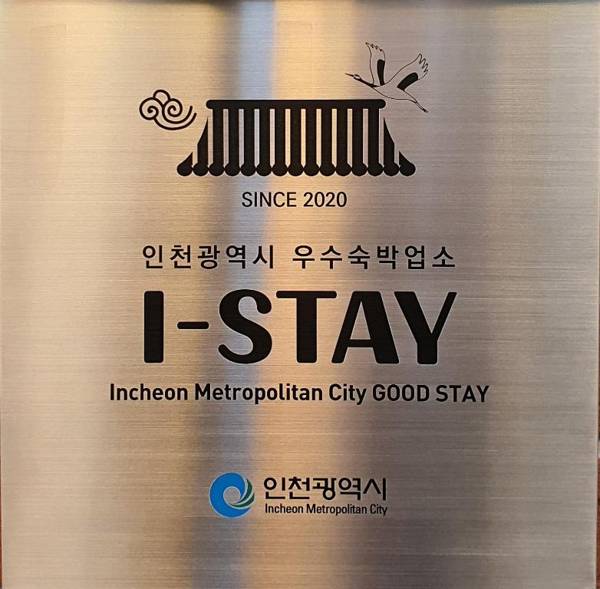 SINCE 2020
인천광역시 우수숙박업소
I-STAY
Incheon Metropolitan City GOOD STAY
인천광역시
Incheon Metropolitan City